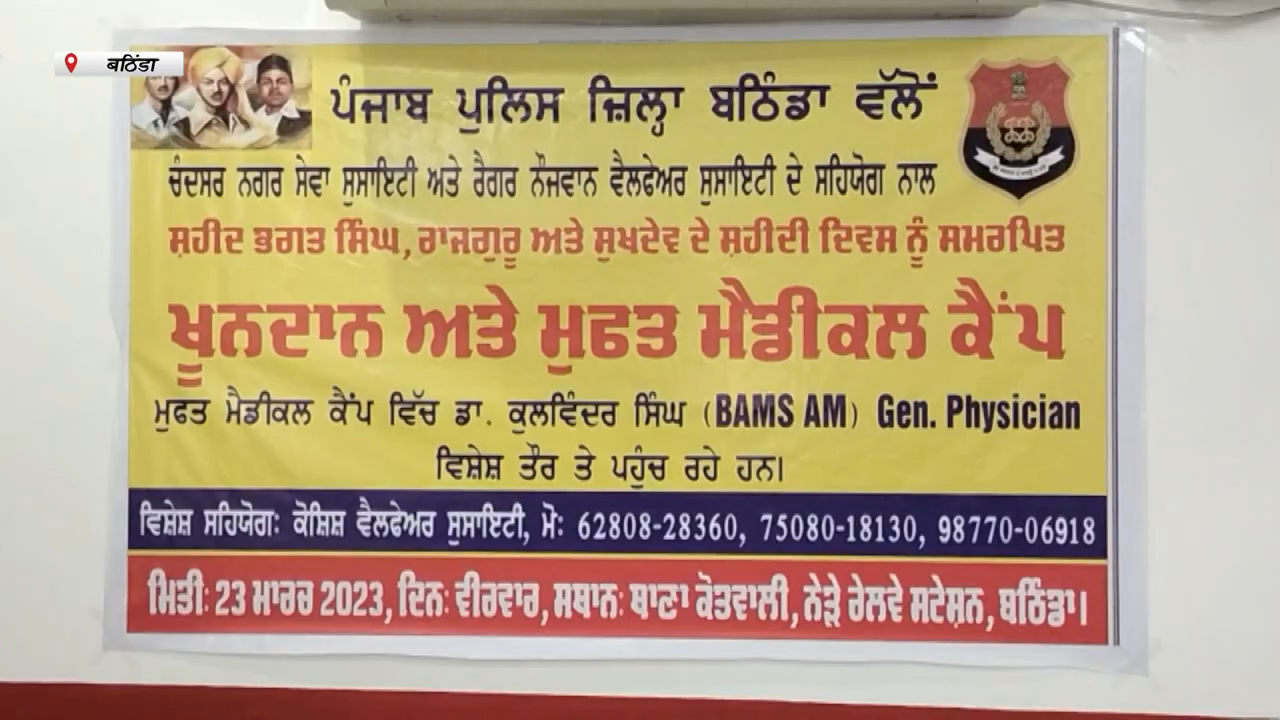 ਬਠਿੰਡਾ
ਪੰਜਾਬ ਪੁਲਿਸ ਜ਼ਿਲ੍ਹਾ ਬਠਿੰਡਾ ਵੱਲੋਂ
ਚੰਦਸਰ ਨਗਰ ਸੇਵਾ ਸੁਸਾਇਟੀ ਅਤੇ ਰੈਗਰ ਨੌਜਵਾਨ ਵੈਲਫੇਅਰ ਸੁਸਾਇਟੀ ਦੇ ਸਹਿਯੋਗ ਨਾਲ
ਸ਼ਹੀਦ ਭਗਤ ਸਿੰਘ, ਰਾਜਗੁਰੂ ਅਤੇ ਸੁਖਦੇਵ ਦੇ ਸ਼ਹੀਦੀ ਦਿਵਸ ਨੂੰ ਸਮਰਪਿਤ
ਖੂਨਦਾਨ ਅਤੇ ਮੁਫਤ ਮੈਡੀਕਲ ਕੈਂਪ
ਮੁਫਤ ਮੈਡੀਕਲ ਕੈਂਪ ਵਿੱਚ ਡਾ. ਕੁਲਵਿੰਦਰ ਸਿੰਘ (BAMS AM) Gen. Physician
ਵਿਸ਼ੇਸ਼ ਤੌਰ ਤੇ ਪਹੁੰਚ ਰਹੇ ਹਨ।
ਵਿਸ਼ੇਸ਼ ਸਹਿਯੋਗ: ਕੋਸ਼ਿਸ਼ ਵੈਲਫੇਅਰ ਸੁਸਾਇਟੀ, ਮੋ: 62808-28360, 75080-18130, 98770-06918
ਮਿਤੀ: 23 ਮਾਰਚ 2023, ਦਿਨ: ਵੀਰਵਾਰ, ਸਥਾਨ: ਥਾਣਾ ਕੋਤਵਾਲੀ, ਨੇੜੇ ਰੇਲਵੇ ਸਟੇਸ਼ਨ, ਬਠਿੰਡਾ।